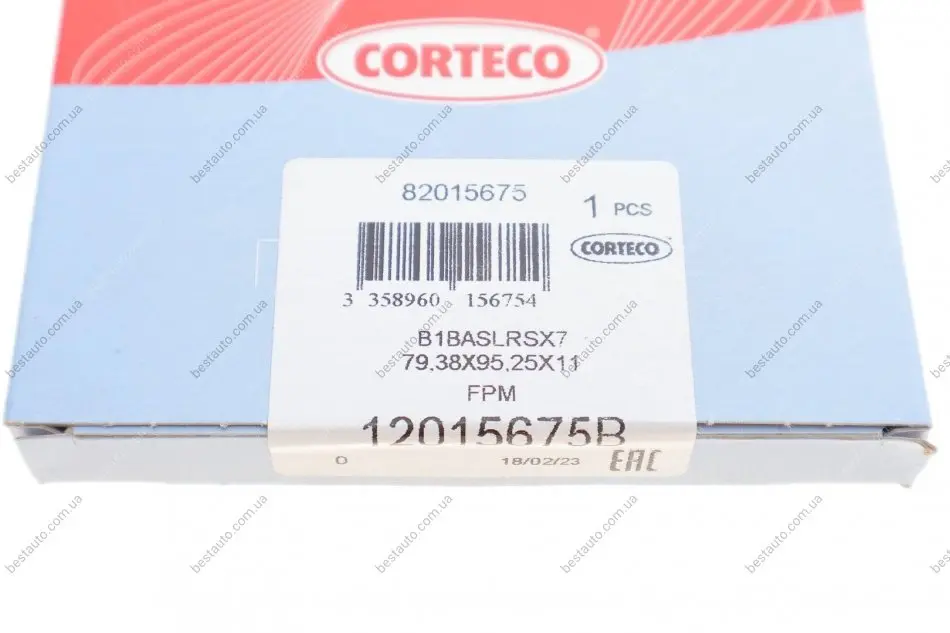 CORTECO
82015675
1 PCS
CORTECO
3 358960 156754
B1BASLRSX7
79,38X95,25X11
FPM
12015675B
0 18/02/23 EAC
bestauto.com.ua